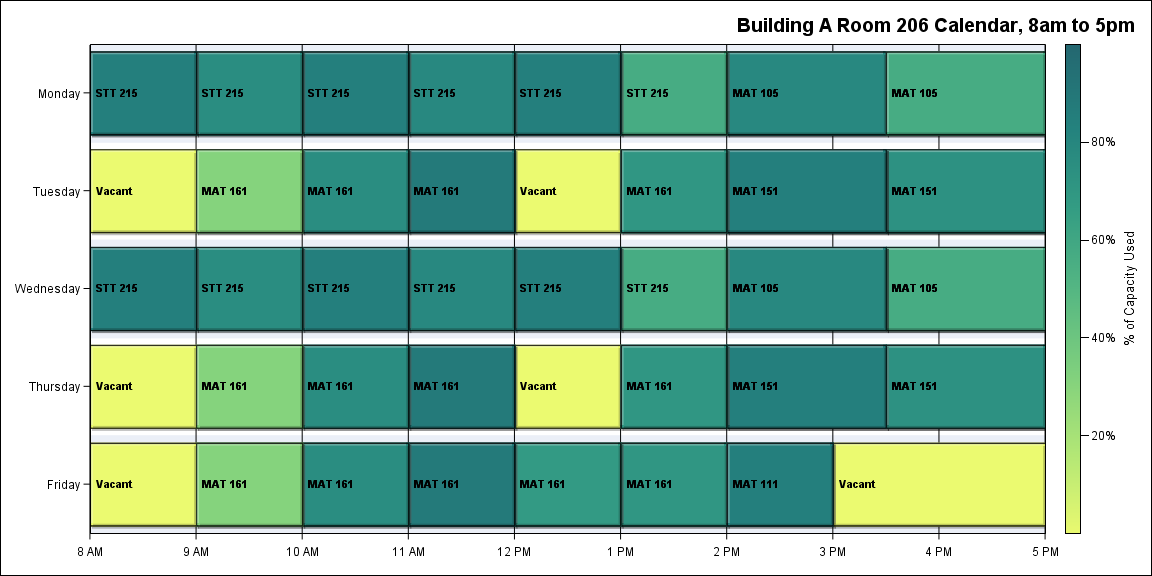 Building A Room 206 Calendar, 8am to 5pm
Monday STT 215 STT 215 STT 215 STT 215 STT 215 STT 215 MAT 105 MAT 105
80%
Tuesday Vacant MAT 161 MAT 161 MAT 161 Vacant MAT 161 MAT 151 MAT 151
60%
Wednesday STT 215 STT 215 STT 215 STT 215 STT 215 STT 215 MAT 105 MAT 105
% of Capacity Used
40%
Thursday Vacant MAT 161 MAT 161 MAT 161 Vacant MAT 161 MAT 151 MAT 151
20%
Friday Vacant MAT 161 MAT 161 MAT 161 MAT 161 MAT 161 MAT 111 Vacant
8 AM 9 AM 10 AM 11 AM 12 PM 1 PM 2 PM 3 PM 4 PM 5 PM